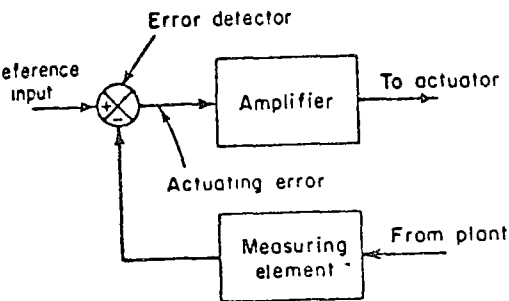 Error detector
eference
input
+
−
Amplifier
To actuator
Actuating error
Measuring
element
From plant